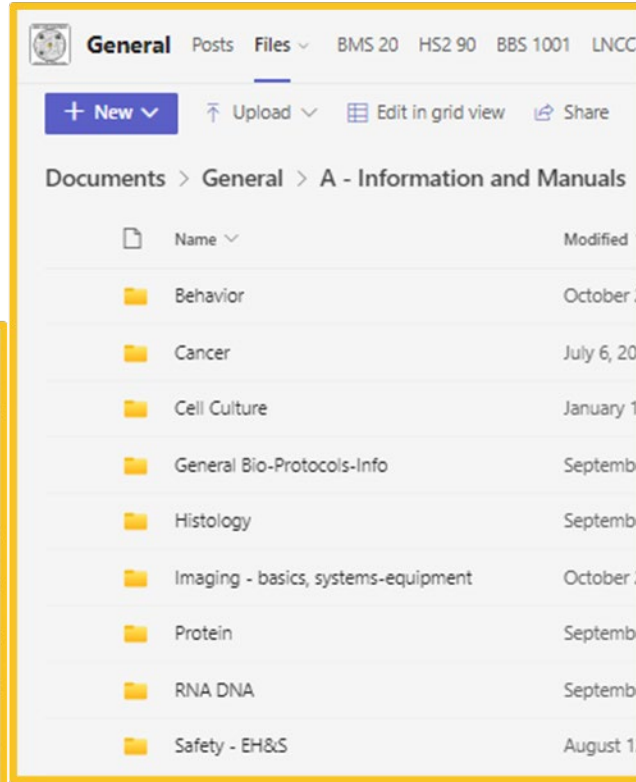 General Posts Files BMS 20 HS2 90 BBS 1001 LNCC
+ New Upload Edit in grid view Share
Documents > General > A - Information and Manuals
Name Modified
Behavior October
Cancer July 6, 20
Cell Culture January 1
General Bio-Protocols-Info Septemb
Histology Septemb
Imaging - basics, systems-equipment October
Protein Septemb
RNA DNA Septemb
Safety - EH&S August 1